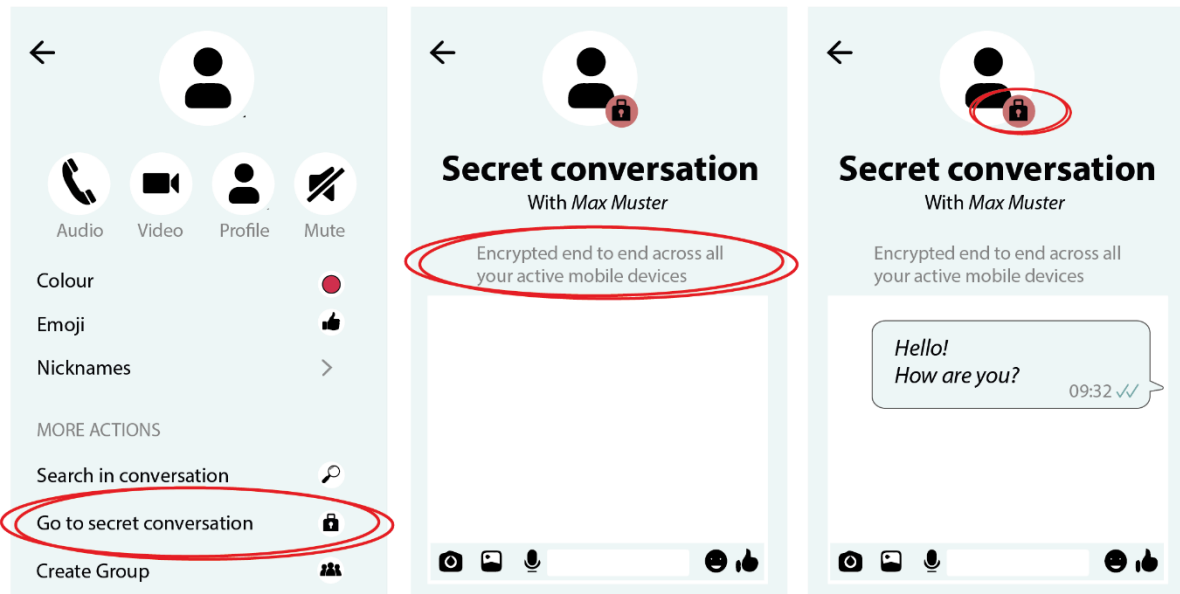 Audio Video Profile Mute
Colour
Emoji
Nicknames
MORE ACTIONS
Search in conversation
Go to secret conversation
Create Group
Secret conversation
With Max Muster
Encrypted end to end across all
your active mobile devices
Secret conversation
With Max Muster
Encrypted end to end across all
your active mobile devices
Hello!
How are you?
09:32